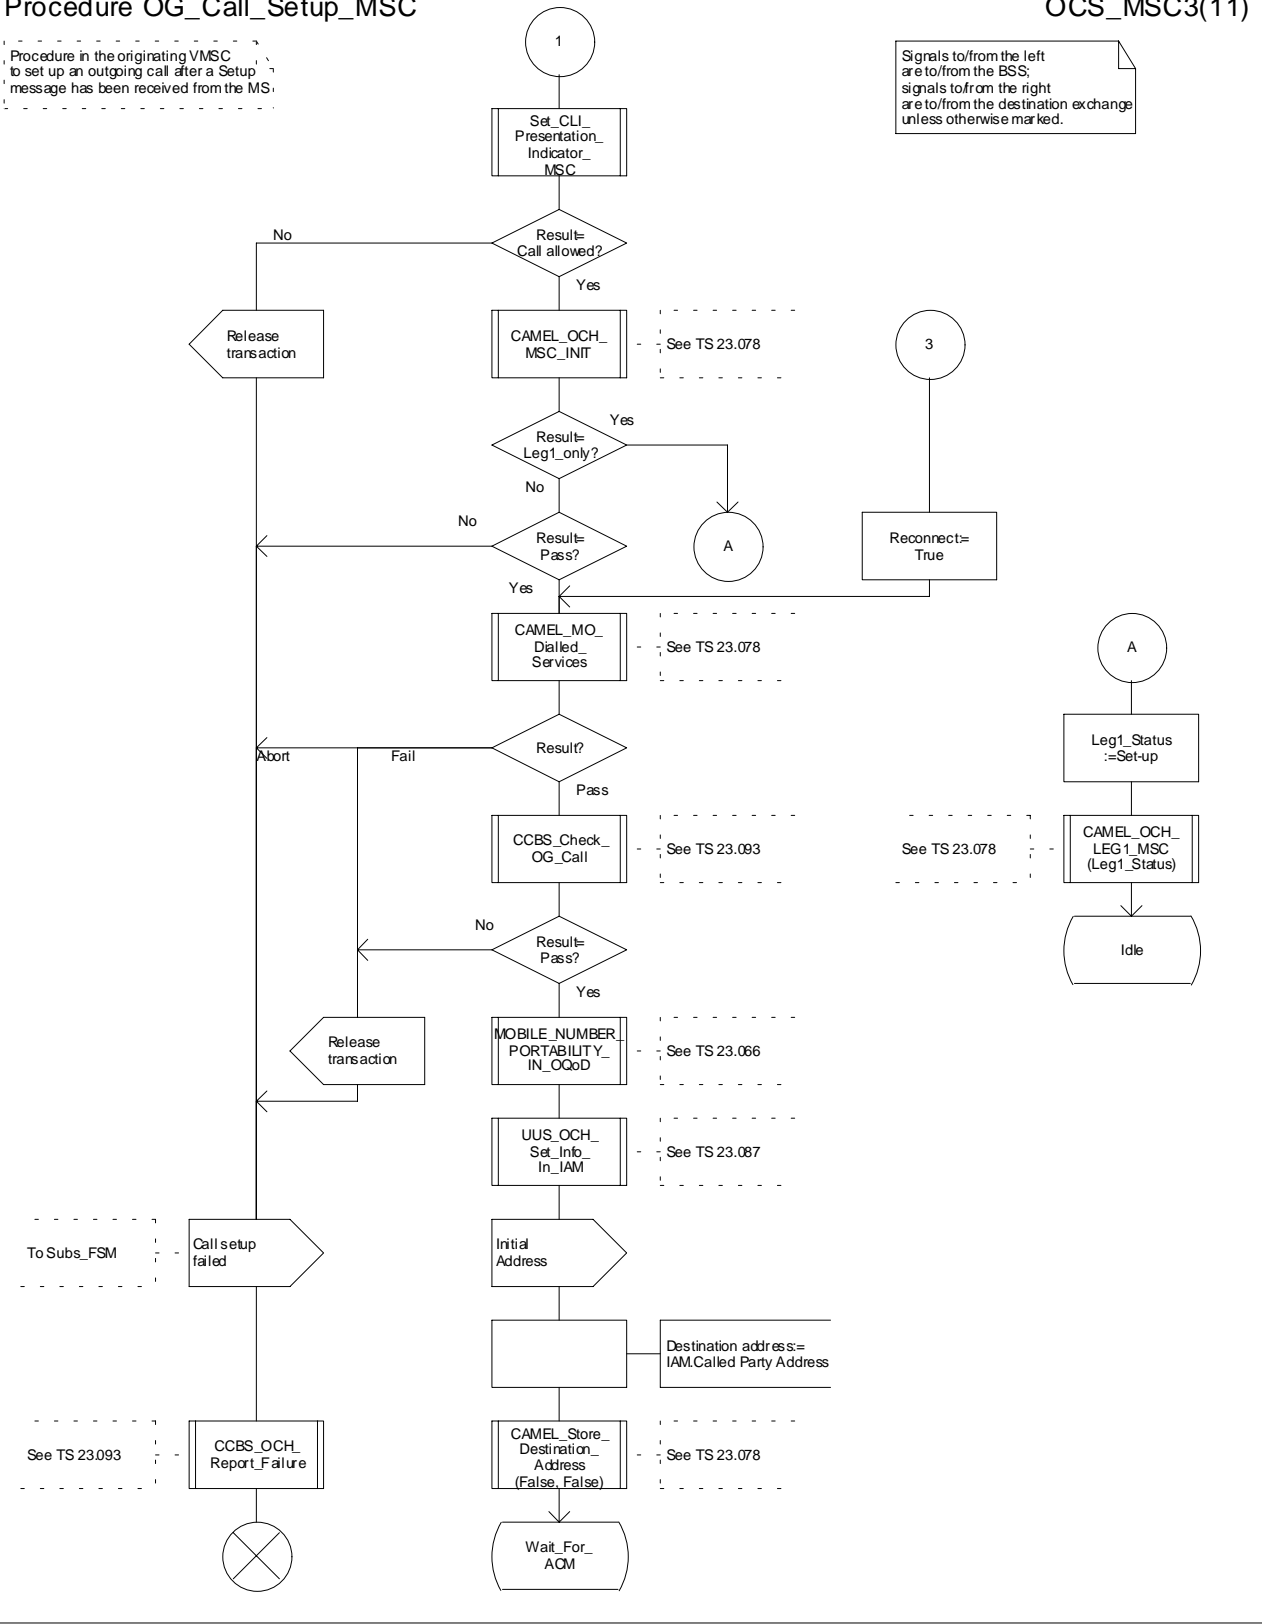 Procedure OG_Call_Setup_MSC
OCS_MSC3(11)
Procedure in the originating VMSC
to set up an outgoing call after a Setup
message has been received from the MS
1
Signals to/from the left
are to/from the BSS;
signals to/from the right
are to/from the destination exchange
unless otherwise marked.
Set_CLI_
Presentation_
Indicator_
MSC
No
Result=
Call allowed?
Yes
Release
transaction
CAMEL_OCH_
MSC_INIT
See TS 23.078
3
Yes
Result=
Leg1_only?
No
No
Result=
Pass?
A
Reconnect:=
True
Yes
CAMEL_MO_
Dialled_
Services
See TS 23.078
A
Abort
Fail
Result?
Leg1_Status
:=Set-up
Pass
CCBS_Check_
OG_Call
See TS 23.093
See TS 23.078
CAMEL_OCH_
LEG1_MSC
(Leg1_Status)
No
Result=
Pass?
Idle
Yes
Release
transaction
MOBILE_NUMBER_
PORTABILITY_
IN_OQoD
See TS 23.066
UUS_OCH_
Set_Info_
In_IAM
See TS 23.087
To Subs_FSM
Call setup
failed
Initial
Address
Destination address:=
IAM.Called Party Address
See TS 23.093
CCBS_OCH_
Report_Failure
CAMEL_Store_
Destination_
Address
(False, False)
See TS 23.078
Wait_For_
ACM